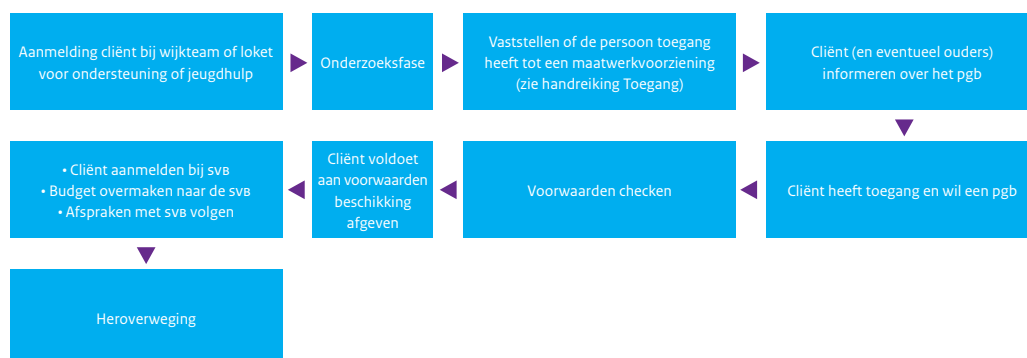 Aanmelding cliënt bij wijkteam of loket
voor ondersteuning of jeugdhulp
Onderzoeksfase
Vaststellen of de persoon toegang
heeft tot een maatwerkvoorziening
(zie handreiking Toegang)
Cliënt (en eventueel ouders)
informeren over het pgb
Cliënt heeft toegang en wil een pgb
Voorwaarden checken
Cliënt voldoet
aan voorwaarden
beschikking
afgeven
• Cliënt aanmelden bij SVB
• Budget overmaken naar de SVB
• Afspraken met SVB volgen
Heroverweging